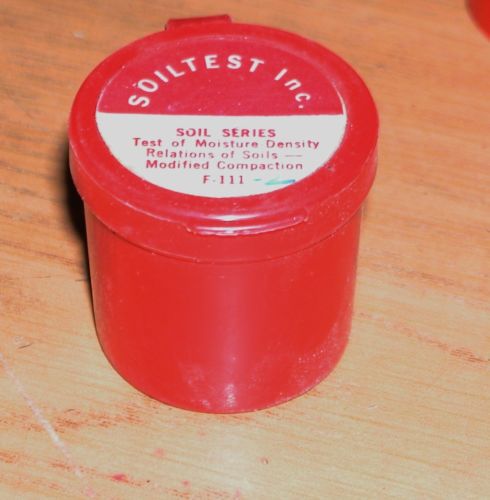 SOILTEST Inc.
SOIL SERIES
Test of Moisture Density
Relations of Soils —
Modified Compaction
F-111